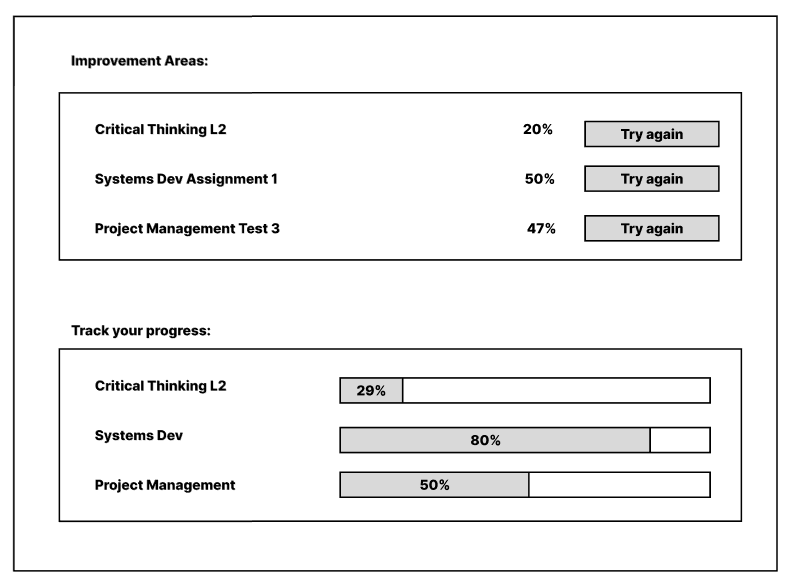 Improvement Areas:
Critical Thinking L2 20% Try again
Systems Dev Assignment 1 50% Try again
Project Management Test 3 47% Try again
Track your progress:
Critical Thinking L2 29%
Systems Dev 80%
Project Management 50%